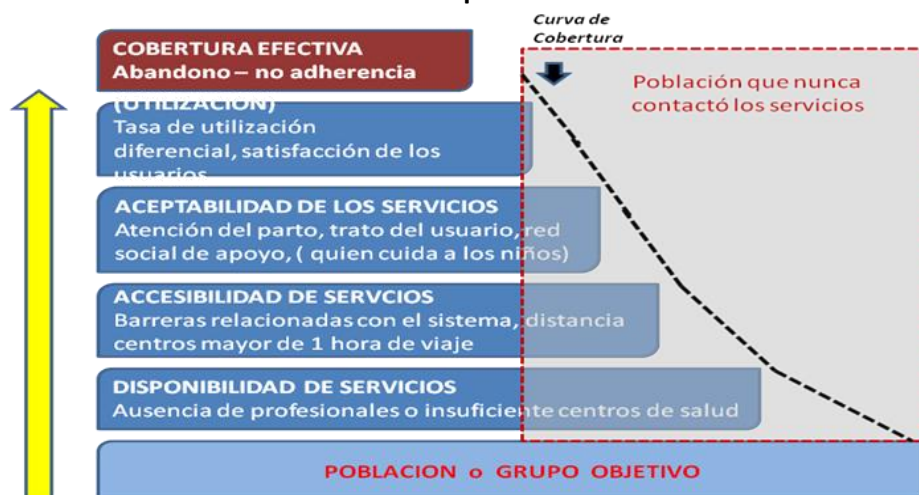 Curva de
Cobertura
COBERTURA EFECTIVA
Abandono – no adherencia
Población que nunca
contactó los servicios
(UTILIZACION)
Tasa de utilización
diferencial, satisfacción de los
usuarios
ACEPTABILIDAD DE LOS SERVICIOS
Atención del parto, trato del usuario, red
social de apoyo, ( quien cuida a los niños)
ACCESIBILIDAD DE SERVCIOS
Barreras relacionadas con el sistema, distancia
centros mayor de 1 hora de viaje
DISPONIBILIDAD DE SERVICIOS
Ausencia de profesionales o insuficiente centros de salud
POBLACION o GRUPO OBJETIVO